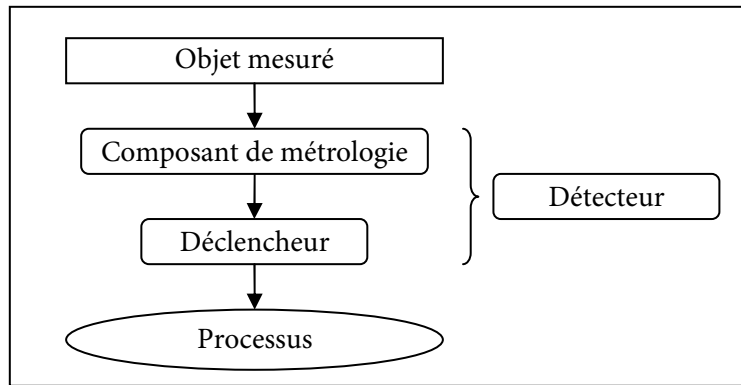 Objet mesuré
Composant de métrologie
Détecteur
Déclencheur
Processus